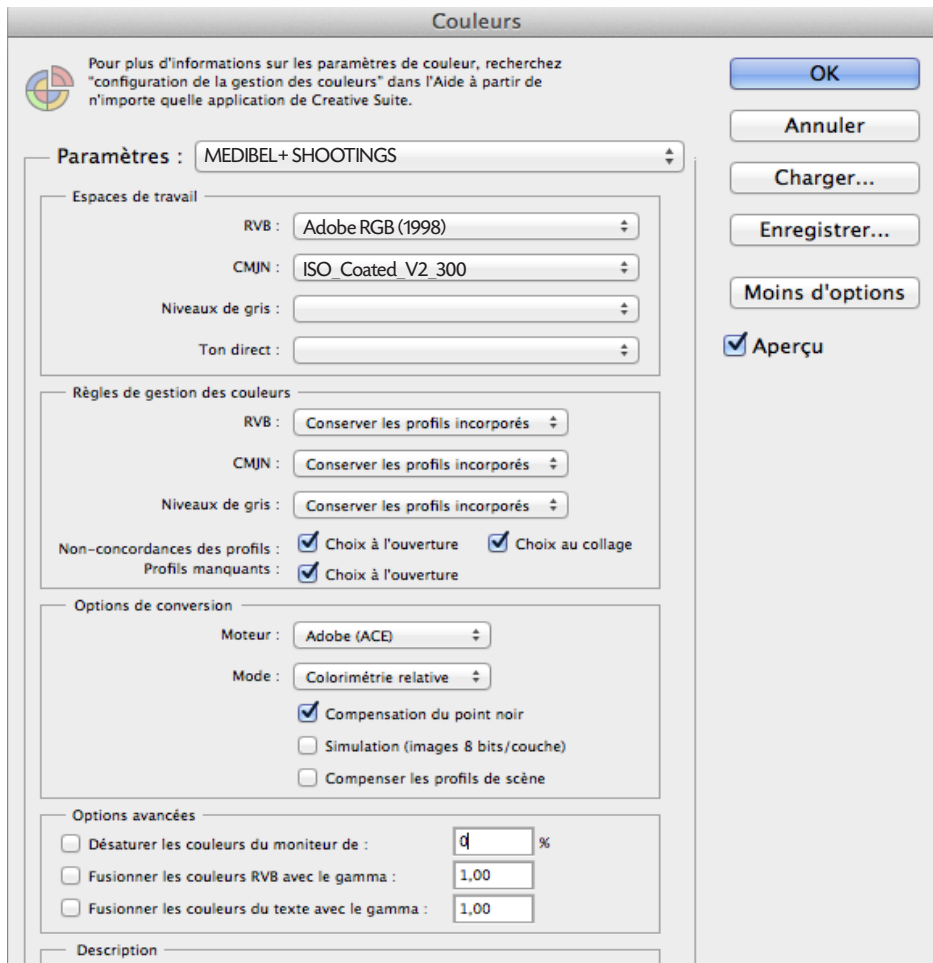 Couleurs
Pour plus d'informations sur les paramètres de couleur, recherchez
"configuration de la gestion des couleurs" dans l'Aide à partir de
n'importe quelle application de Creative Suite.
OK
Annuler
Charger...
Enregistrer...
Moins d'options
Aperçu
Paramètres : MEDIBEL+ SHOOTINGS
Espaces de travail
RVB : Adobe RGB (1998)
CMJN : ISO_Coated_V2_300
Niveaux de gris :
Ton direct :
Règles de gestion des couleurs
RVB : Conserver les profils incorporés
CMJN : Conserver les profils incorporés
Niveaux de gris : Conserver les profils incorporés
Non-concordances des profils : Choix à l'ouverture Choix au collage
Profils manquants : Choix à l'ouverture
Options de conversion
Moteur : Adobe (ACE)
Mode : Colorimétrie relative
Compensation du point noir
Simulation (images 8 bits/couche)
Compenser les profils de scène
Options avancées
Désaturer les couleurs du moniteur de : 0 %
Fusionner les couleurs RVB avec le gamma : 1,00
Fusionner les couleurs du texte avec le gamma : 1,00
Description